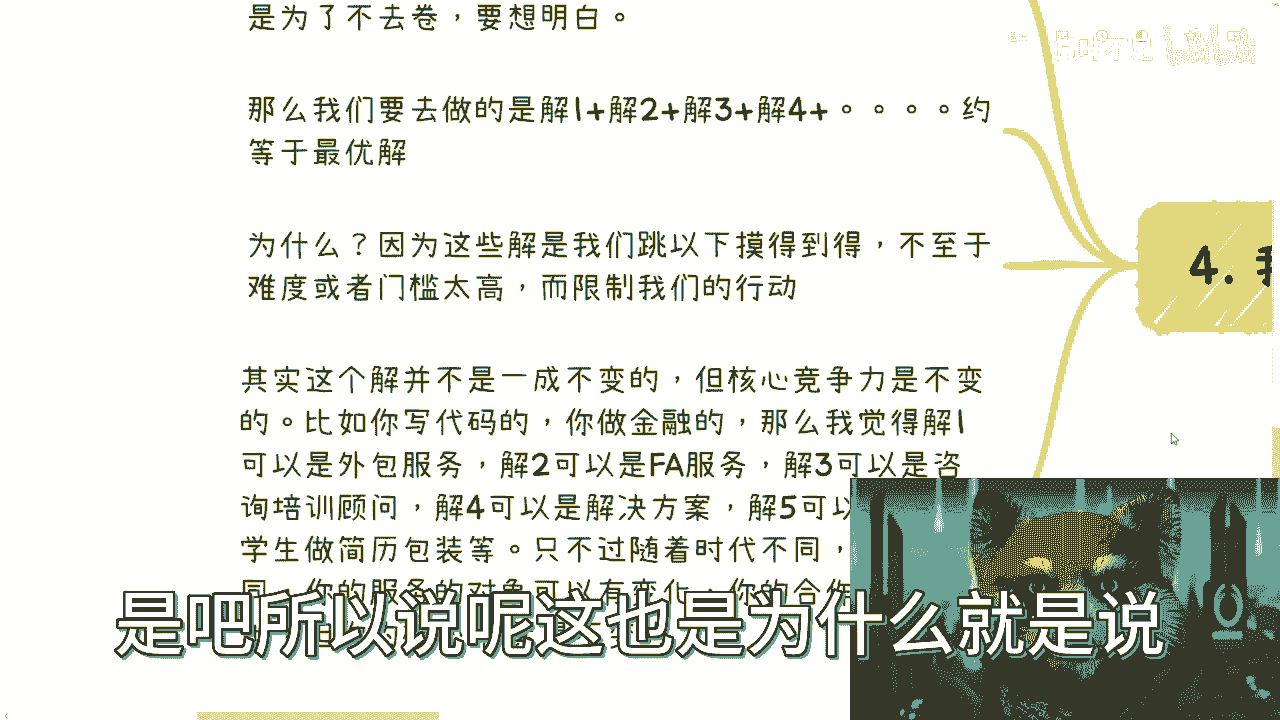 是为了不去卷，要想明白。
那么我们要去做的是解1+解2+解3+解4+。。。。约
等于最优解
为什么？因为这些解是我们跳以下摸得到得，不至于
难度或者门槛太高，而限制我们的行动
4. 我
其实这个解并不是一成不变的，但核心竞争力是不变
的。比如你写代码的，你做金融的，那么我觉得解1
可以是外包服务，解2可以是FA服务，解3可以是咨
询培训顾问，解4可以是解决方案，解5可以
学生做简历包装等。只不过随着时代不同，
同，你的服务的对象可以有变化，你的合作
是吧所以说呢这也是为什么就是说